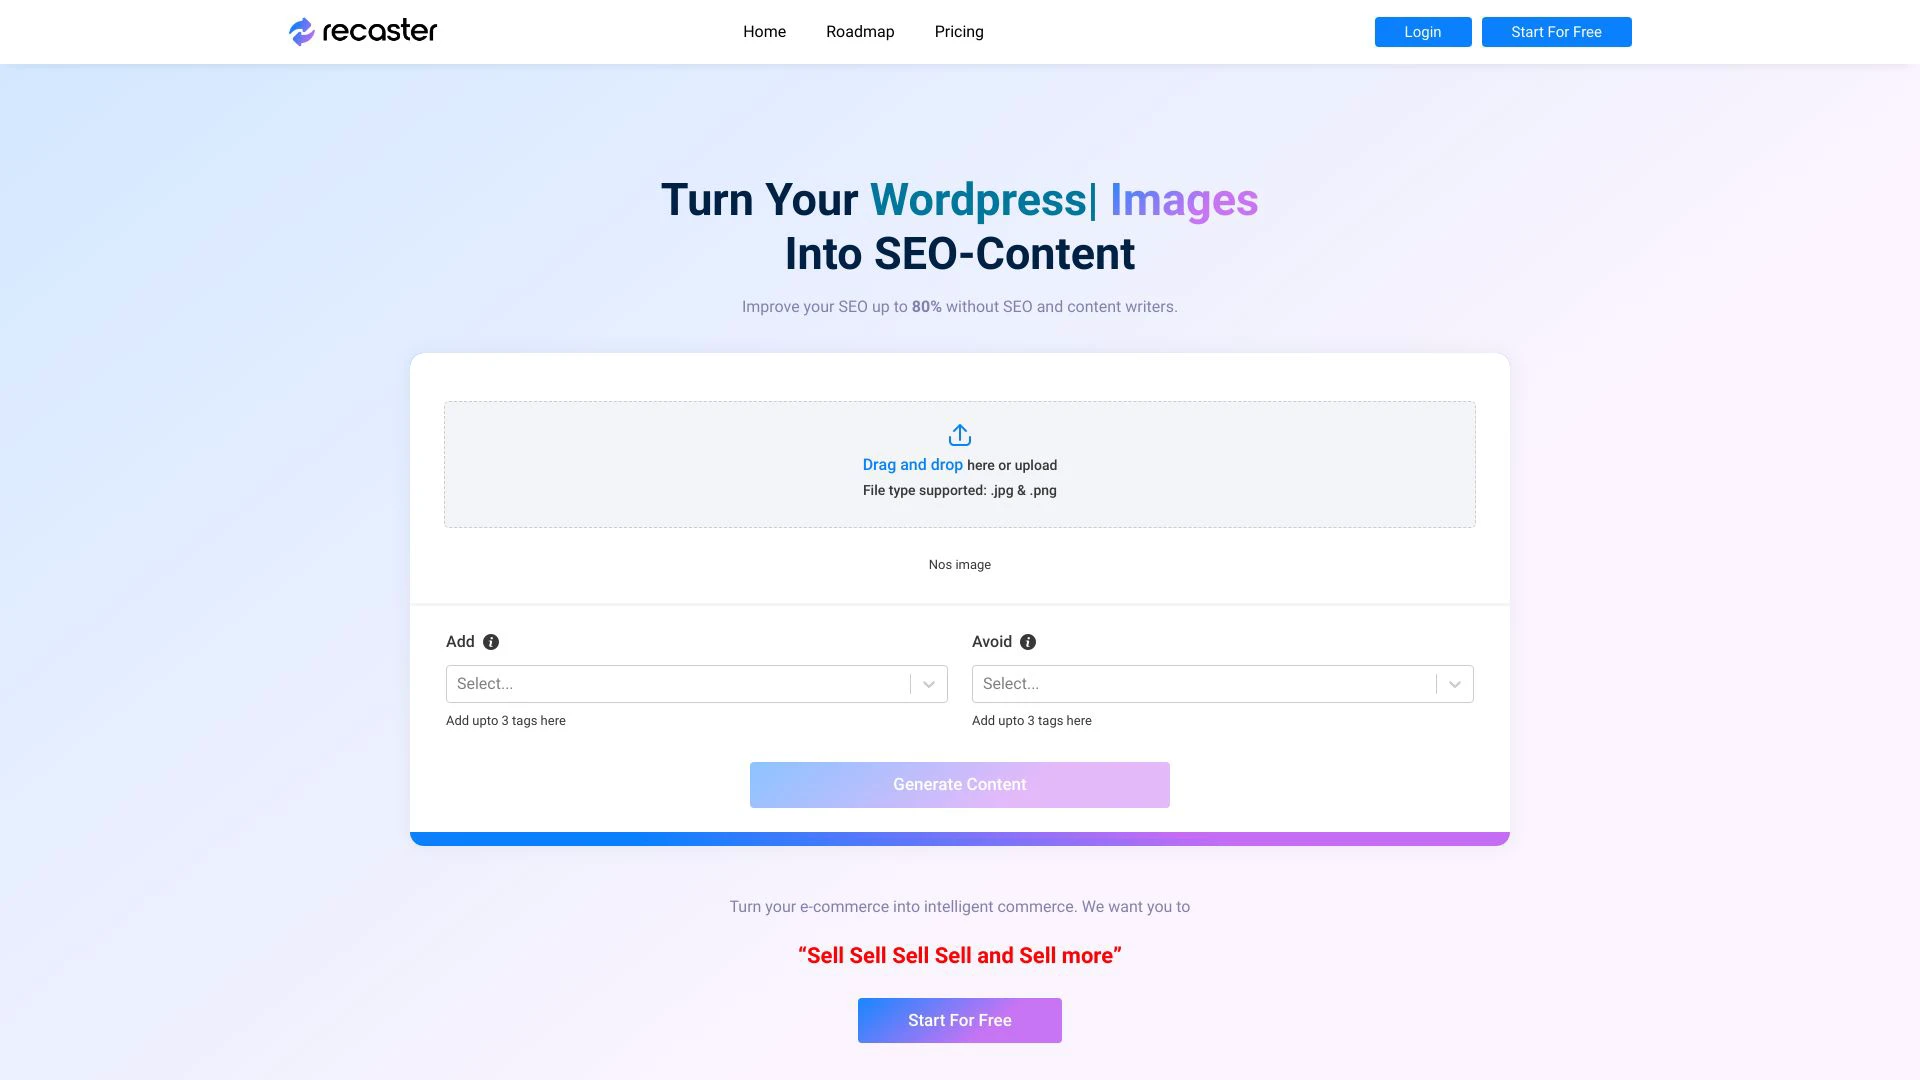 recaster
Home
Roadmap
Pricing
Login
Start For Free
Turn Your Wordpress| Images
Into SEO-Content
Improve your SEO up to 80% without SEO and content writers.
Drag and drop here or upload
File type supported: .jpg & .png
Nos image
Add
Avoid
Select...
Select...
Add upto 3 tags here
Add upto 3 tags here
Generate Content
Turn your e-commerce into intelligent commerce. We want you to
“Sell Sell Sell Sell and Sell more”
Start For Free